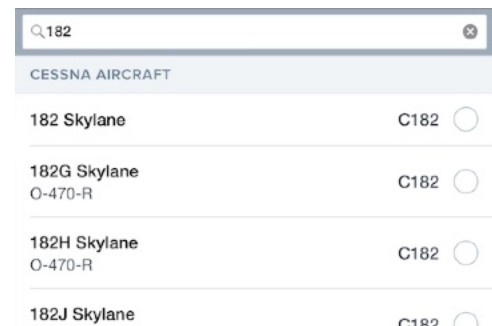 182
CESSNA AIRCRAFT
182 Skylane C182
182G Skylane
O-470-R C182
182H Skylane
O-470-R C182
182J Skylane C182